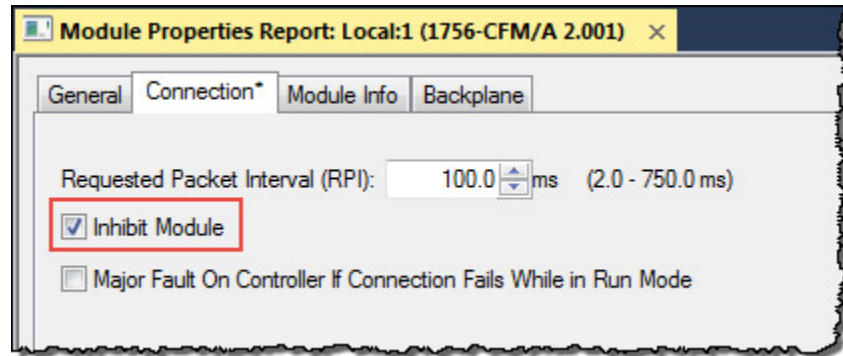 Module Properties Report: Local:1 (1756-CFM/A 2.001)
General Connection* Module Info Backplane
Requested Packet Interval (RPI): 100.0 ms (2.0 - 750.0 ms)
Inhibit Module
Major Fault On Controller If Connection Fails While in Run Mode